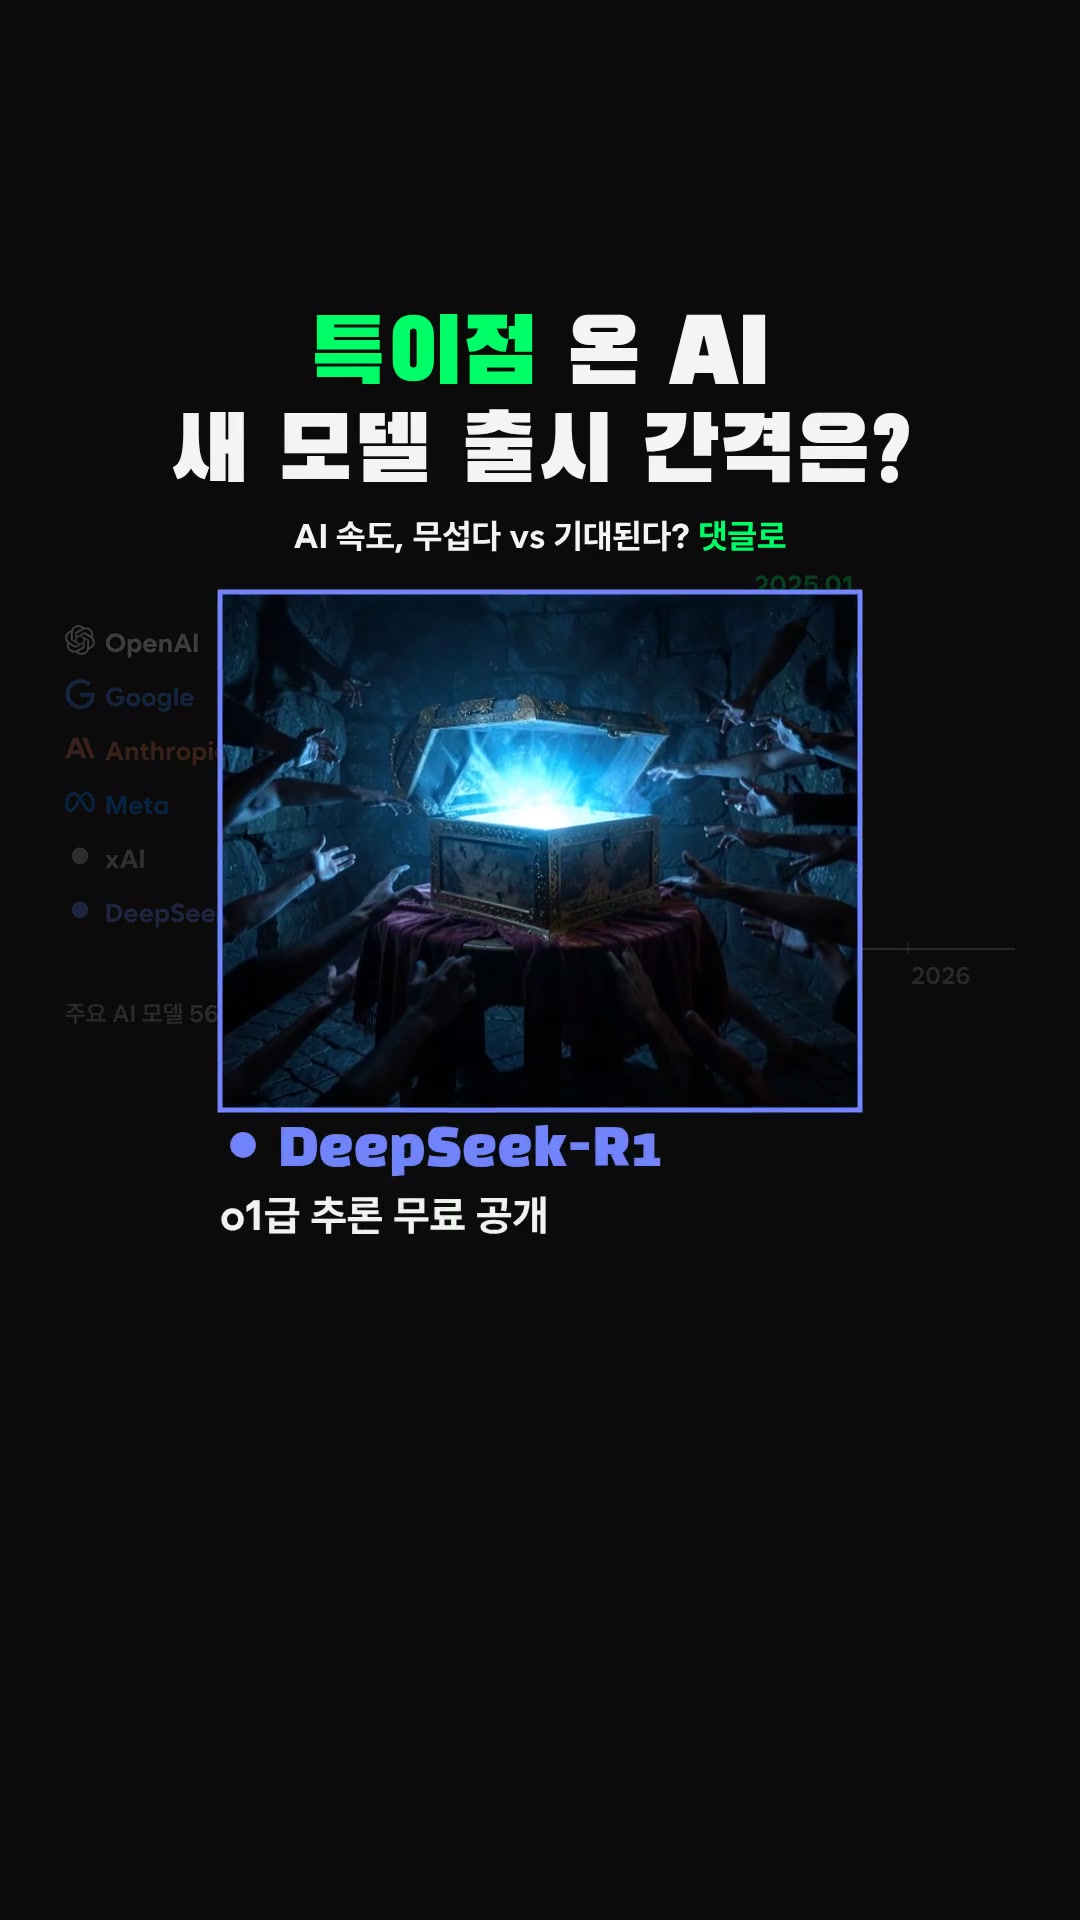 특이점 온 AI
새 모델 출시 간격은?
AI 속도, 무섭다 vs 기대된다? 댓글로
2025.01
OpenAI
Google
Anthropic
Meta
xAI
DeepSee
2026
주요 AI 모델 56
DeepSeek-R1
o1급 추론 무료 공개